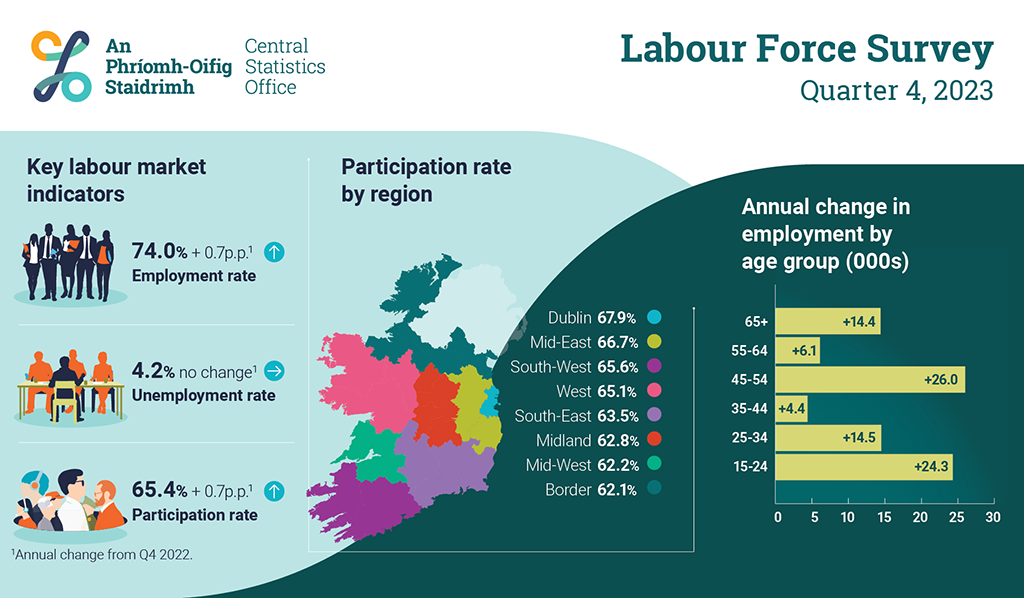 An
Phríomh-Oifig
Staidrimh
Central
Statistics
Office
Labour Force Survey
Quarter 4, 2023
Key labour market
indicators
74.0% + 0.7p.p.¹
Employment rate
4.2% no change¹
Unemployment rate
65.4% + 0.7p.p.¹
Participation rate
¹Annual change from Q4 2022.
Participation rate
by region
Dublin 67.9%
Mid-East 66.7%
South-West 65.6%
West 65.1%
South-East 63.5%
Midland 62.8%
Mid-West 62.2%
Border 62.1%
Annual change in
employment by
age group (000s)
65+ +14.4
55-64 +6.1
45-54 +26.0
35-44 +4.4
25-34 +14.5
15-24 +24.3
0 5 10 15 20 25 30